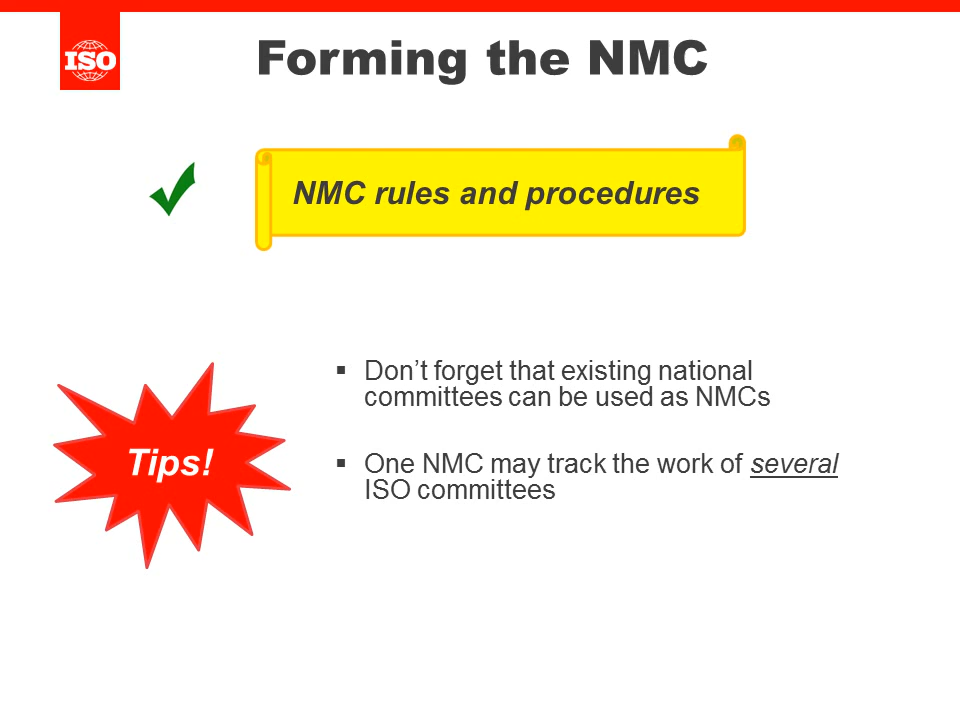 ISO
Forming the NMC
NMC rules and procedures
Tips!
▪ Don’t forget that existing national
committees can be used as NMCs
▪ One NMC may track the work of several
ISO committees